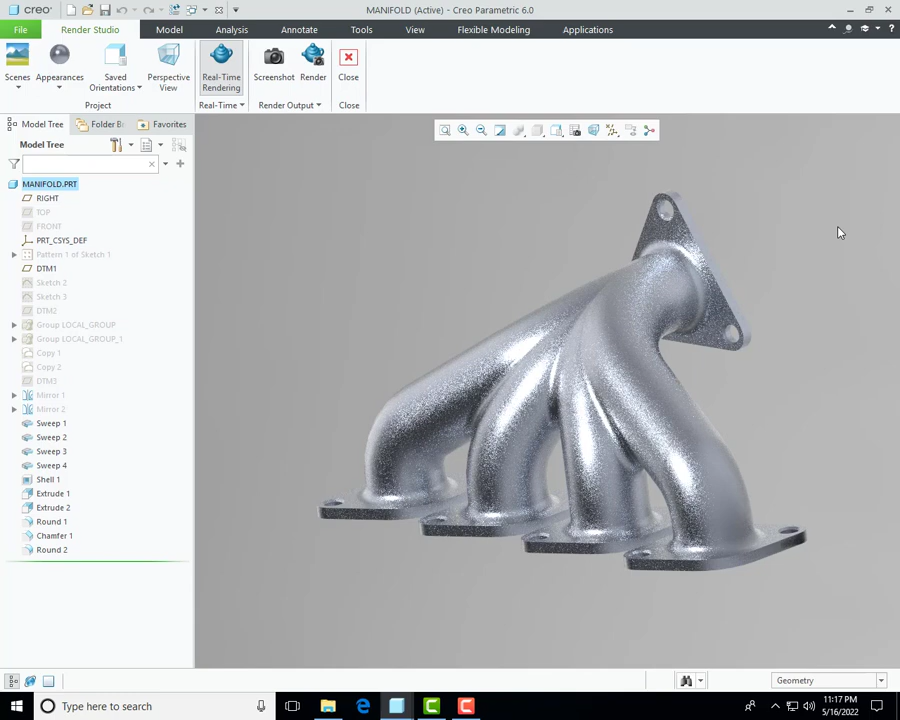 creo
MANIFOLD (Active) - Creo Parametric 6.0
File
Render Studio
Model
Analysis
Annotate
Tools
View
Flexible Modeling
Applications
Scenes
Appearances
Saved
Orientations
Perspective
View
Real-Time
Rendering
Screenshot
Render
Close
Project
Real-Time
Render Output
Close
Model Tree
Folder Br
Favorites
Model Tree
MANIFOLD.PRT
RIGHT
TOP
FRONT
PRT_CSYS_DEF
Pattern 1 of Sketch 1
DTM1
Sketch 2
Sketch 3
DTM2
Group LOCAL_GROUP
Group LOCAL_GROUP_1
Copy 1
Copy 2
DTM3
Mirror 1
Mirror 2
Sweep 1
Sweep 2
Sweep 3
Sweep 4
Shell 1
Extrude 1
Extrude 2
Round 1
Chamfer 1
Round 2
Geometry
Type here to search
11:17 PM
5/16/2022